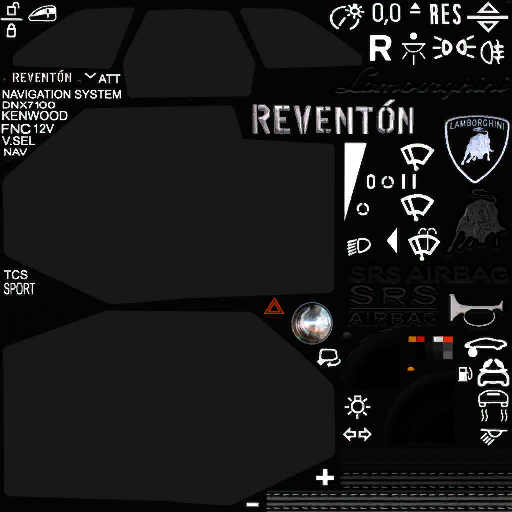 0,0 RES
R
REVENTÓN ATT
Lamborghini
NAVIGATION SYSTEM
DNX7100
KENWOOD
FNC 12V
V.SEL
NAV
REVENTÓN
LAMBORGHINI
TCS
SPORT
SRS AIRBAG
SRS
AIRBAG